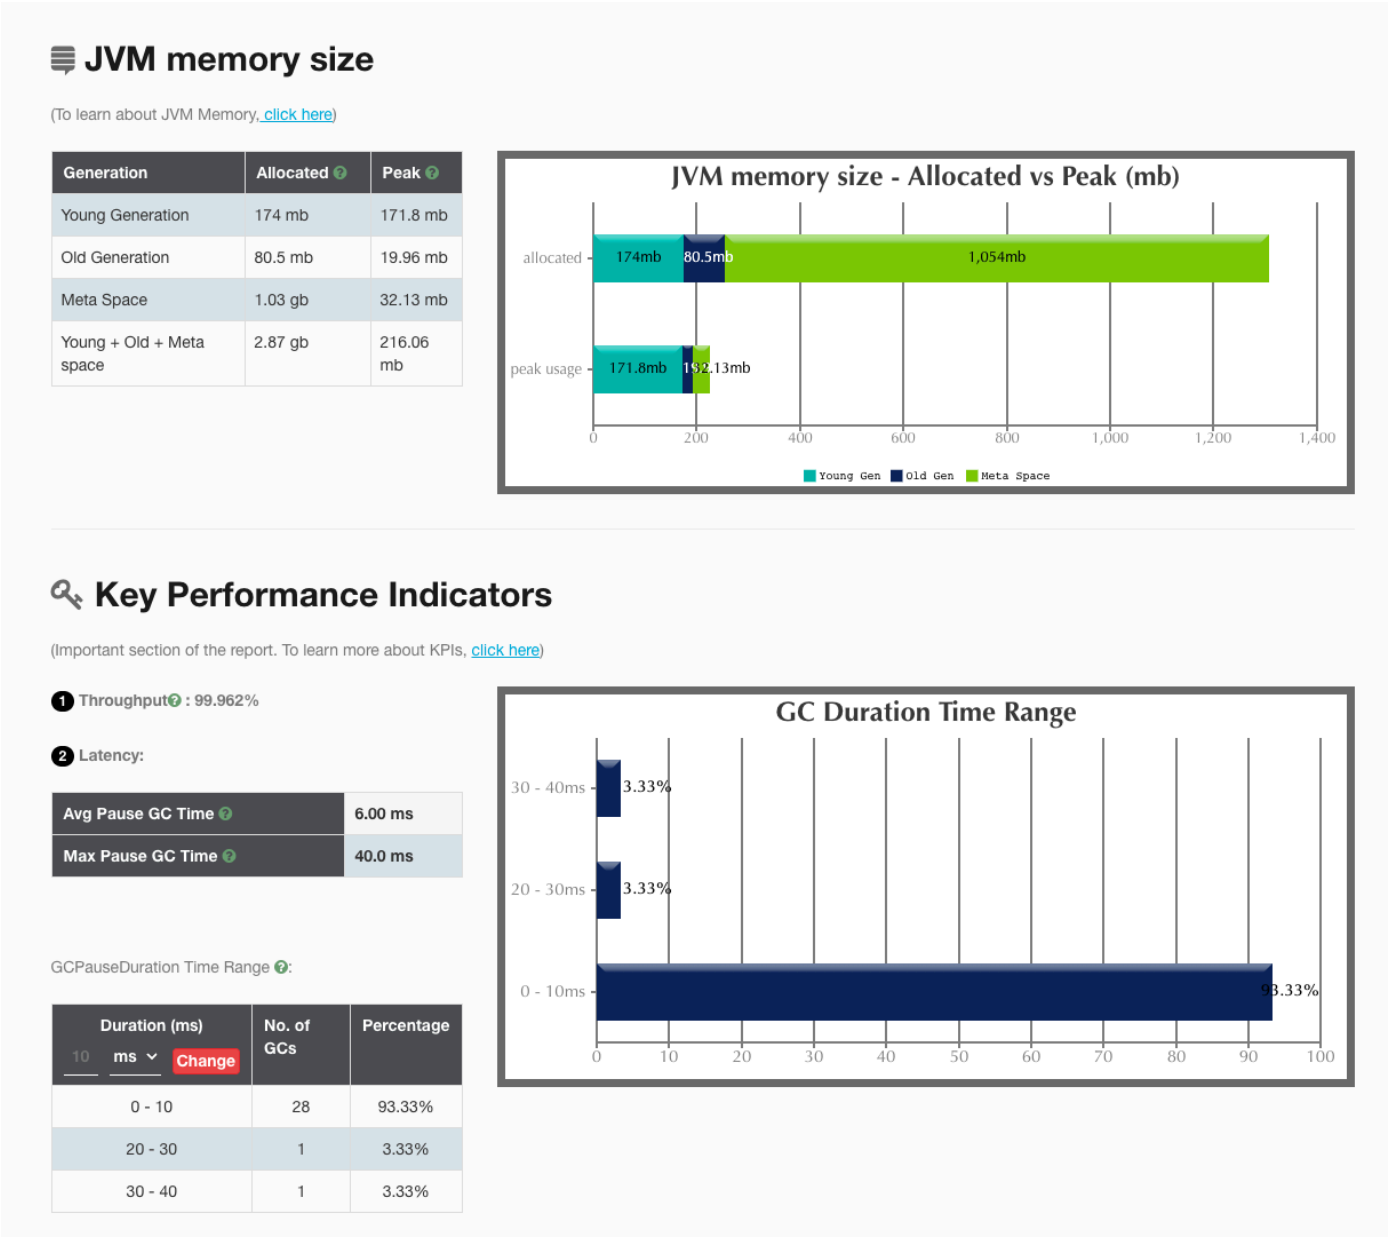 JVM memory size
(To learn about JVM Memory, click here)
Generation Allocated ? Peak ?
Young Generation 174 mb 171.8 mb
Old Generation 80.5 mb 19.96 mb
Meta Space 1.03 gb 32.13 mb
Young + Old + Meta space 2.87 gb 216.06 mb
JVM memory size - Allocated vs Peak (mb)
allocated 174mb 80.5mb 1,054mb
peak usage 171.8mb 32.13mb
0 200 400 600 800 1,000 1,200 1,400
Young Gen Old Gen Meta Space
Key Performance Indicators
(Important section of the report. To learn more about KPIs, click here)
1 Throughput? : 99.962%
2 Latency:
Avg Pause GC Time ? 6.00 ms
Max Pause GC Time ? 40.0 ms
GCPauseDuration Time Range ?:
Duration (ms) No. of GCs Percentage
10 ms Change
0 - 10 28 93.33%
20 - 30 1 3.33%
30 - 40 1 3.33%
GC Duration Time Range
30 - 40ms 3.33%
20 - 30ms 3.33%
0 - 10ms 93.33%
0 10 20 30 40 50 60 70 80 90 100